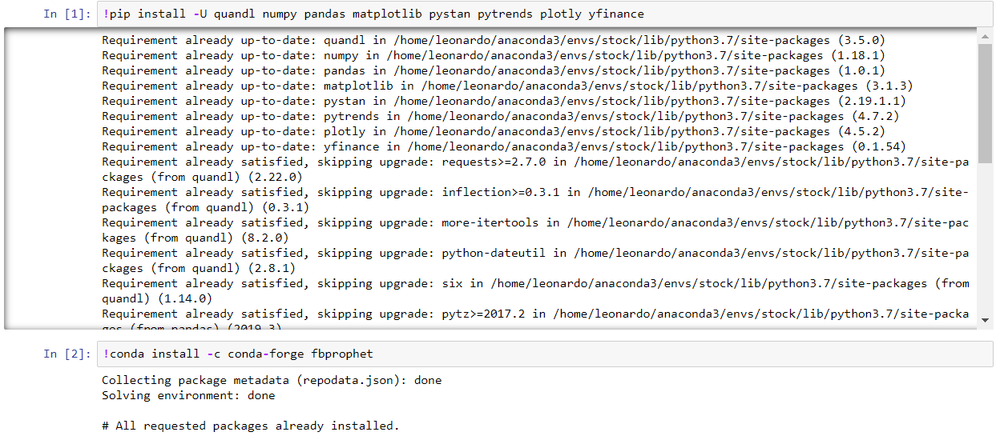 In [1]: !pip install -U quandl numpy pandas matplotlib pystan pytrends plotly yfinance
Requirement already up-to-date: quandl in /home/leonardo/anaconda3/envs/stock/lib/python3.7/site-packages (3.5.0)
Requirement already up-to-date: numpy in /home/leonardo/anaconda3/envs/stock/lib/python3.7/site-packages (1.18.1)
Requirement already up-to-date: pandas in /home/leonardo/anaconda3/envs/stock/lib/python3.7/site-packages (1.0.1)
Requirement already up-to-date: matplotlib in /home/leonardo/anaconda3/envs/stock/lib/python3.7/site-packages (3.1.3)
Requirement already up-to-date: pystan in /home/leonardo/anaconda3/envs/stock/lib/python3.7/site-packages (2.19.1.1)
Requirement already up-to-date: pytrends in /home/leonardo/anaconda3/envs/stock/lib/python3.7/site-packages (4.7.2)
Requirement already up-to-date: plotly in /home/leonardo/anaconda3/envs/stock/lib/python3.7/site-packages (4.5.2)
Requirement already up-to-date: yfinance in /home/leonardo/anaconda3/envs/stock/lib/python3.7/site-packages (0.1.54)
Requirement already satisfied, skipping upgrade: requests>=2.7.0 in /home/leonardo/anaconda3/envs/stock/lib/python3.7/site-pa
ckages (from quandl) (2.22.0)
Requirement already satisfied, skipping upgrade: inflection>=0.3.1 in /home/leonardo/anaconda3/envs/stock/lib/python3.7/site-
packages (from quandl) (0.3.1)
Requirement already satisfied, skipping upgrade: more-itertools in /home/leonardo/anaconda3/envs/stock/lib/python3.7/site-pac
kages (from quandl) (8.2.0)
Requirement already satisfied, skipping upgrade: python-dateutil in /home/leonardo/anaconda3/envs/stock/lib/python3.7/site-pa
ckages (from quandl) (2.8.1)
Requirement already satisfied, skipping upgrade: six in /home/leonardo/anaconda3/envs/stock/lib/python3.7/site-packages (from
quandl) (1.14.0)
Requirement already satisfied, skipping upgrade: pytz>=2017.2 in /home/leonardo/anaconda3/envs/stock/lib/python3.7/site-packa
ges (from pandas) (2019.3)
In [2]: !conda install -c conda-forge fbprophet
Collecting package metadata (repodata.json): done
Solving environment: done
# All requested packages already installed.